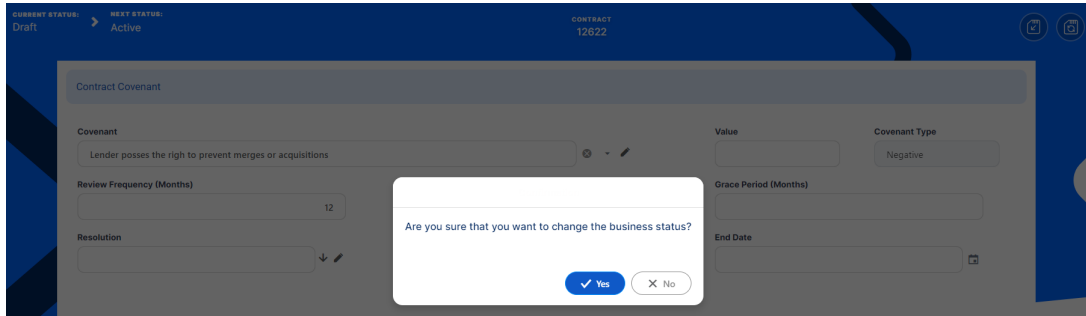 CURRENT STATUS:
Draft
NEXT STATUS:
Active
CONTRACT
12622
Contract Covenant
Covenant
Value
Covenant Type
Lender posses the righ to prevent merges or acquisitions
Negative
Review Frequency (Months)
Grace Period (Months)
12
Are you sure that you want to change the business status?
Resolution
End Date
Yes
No